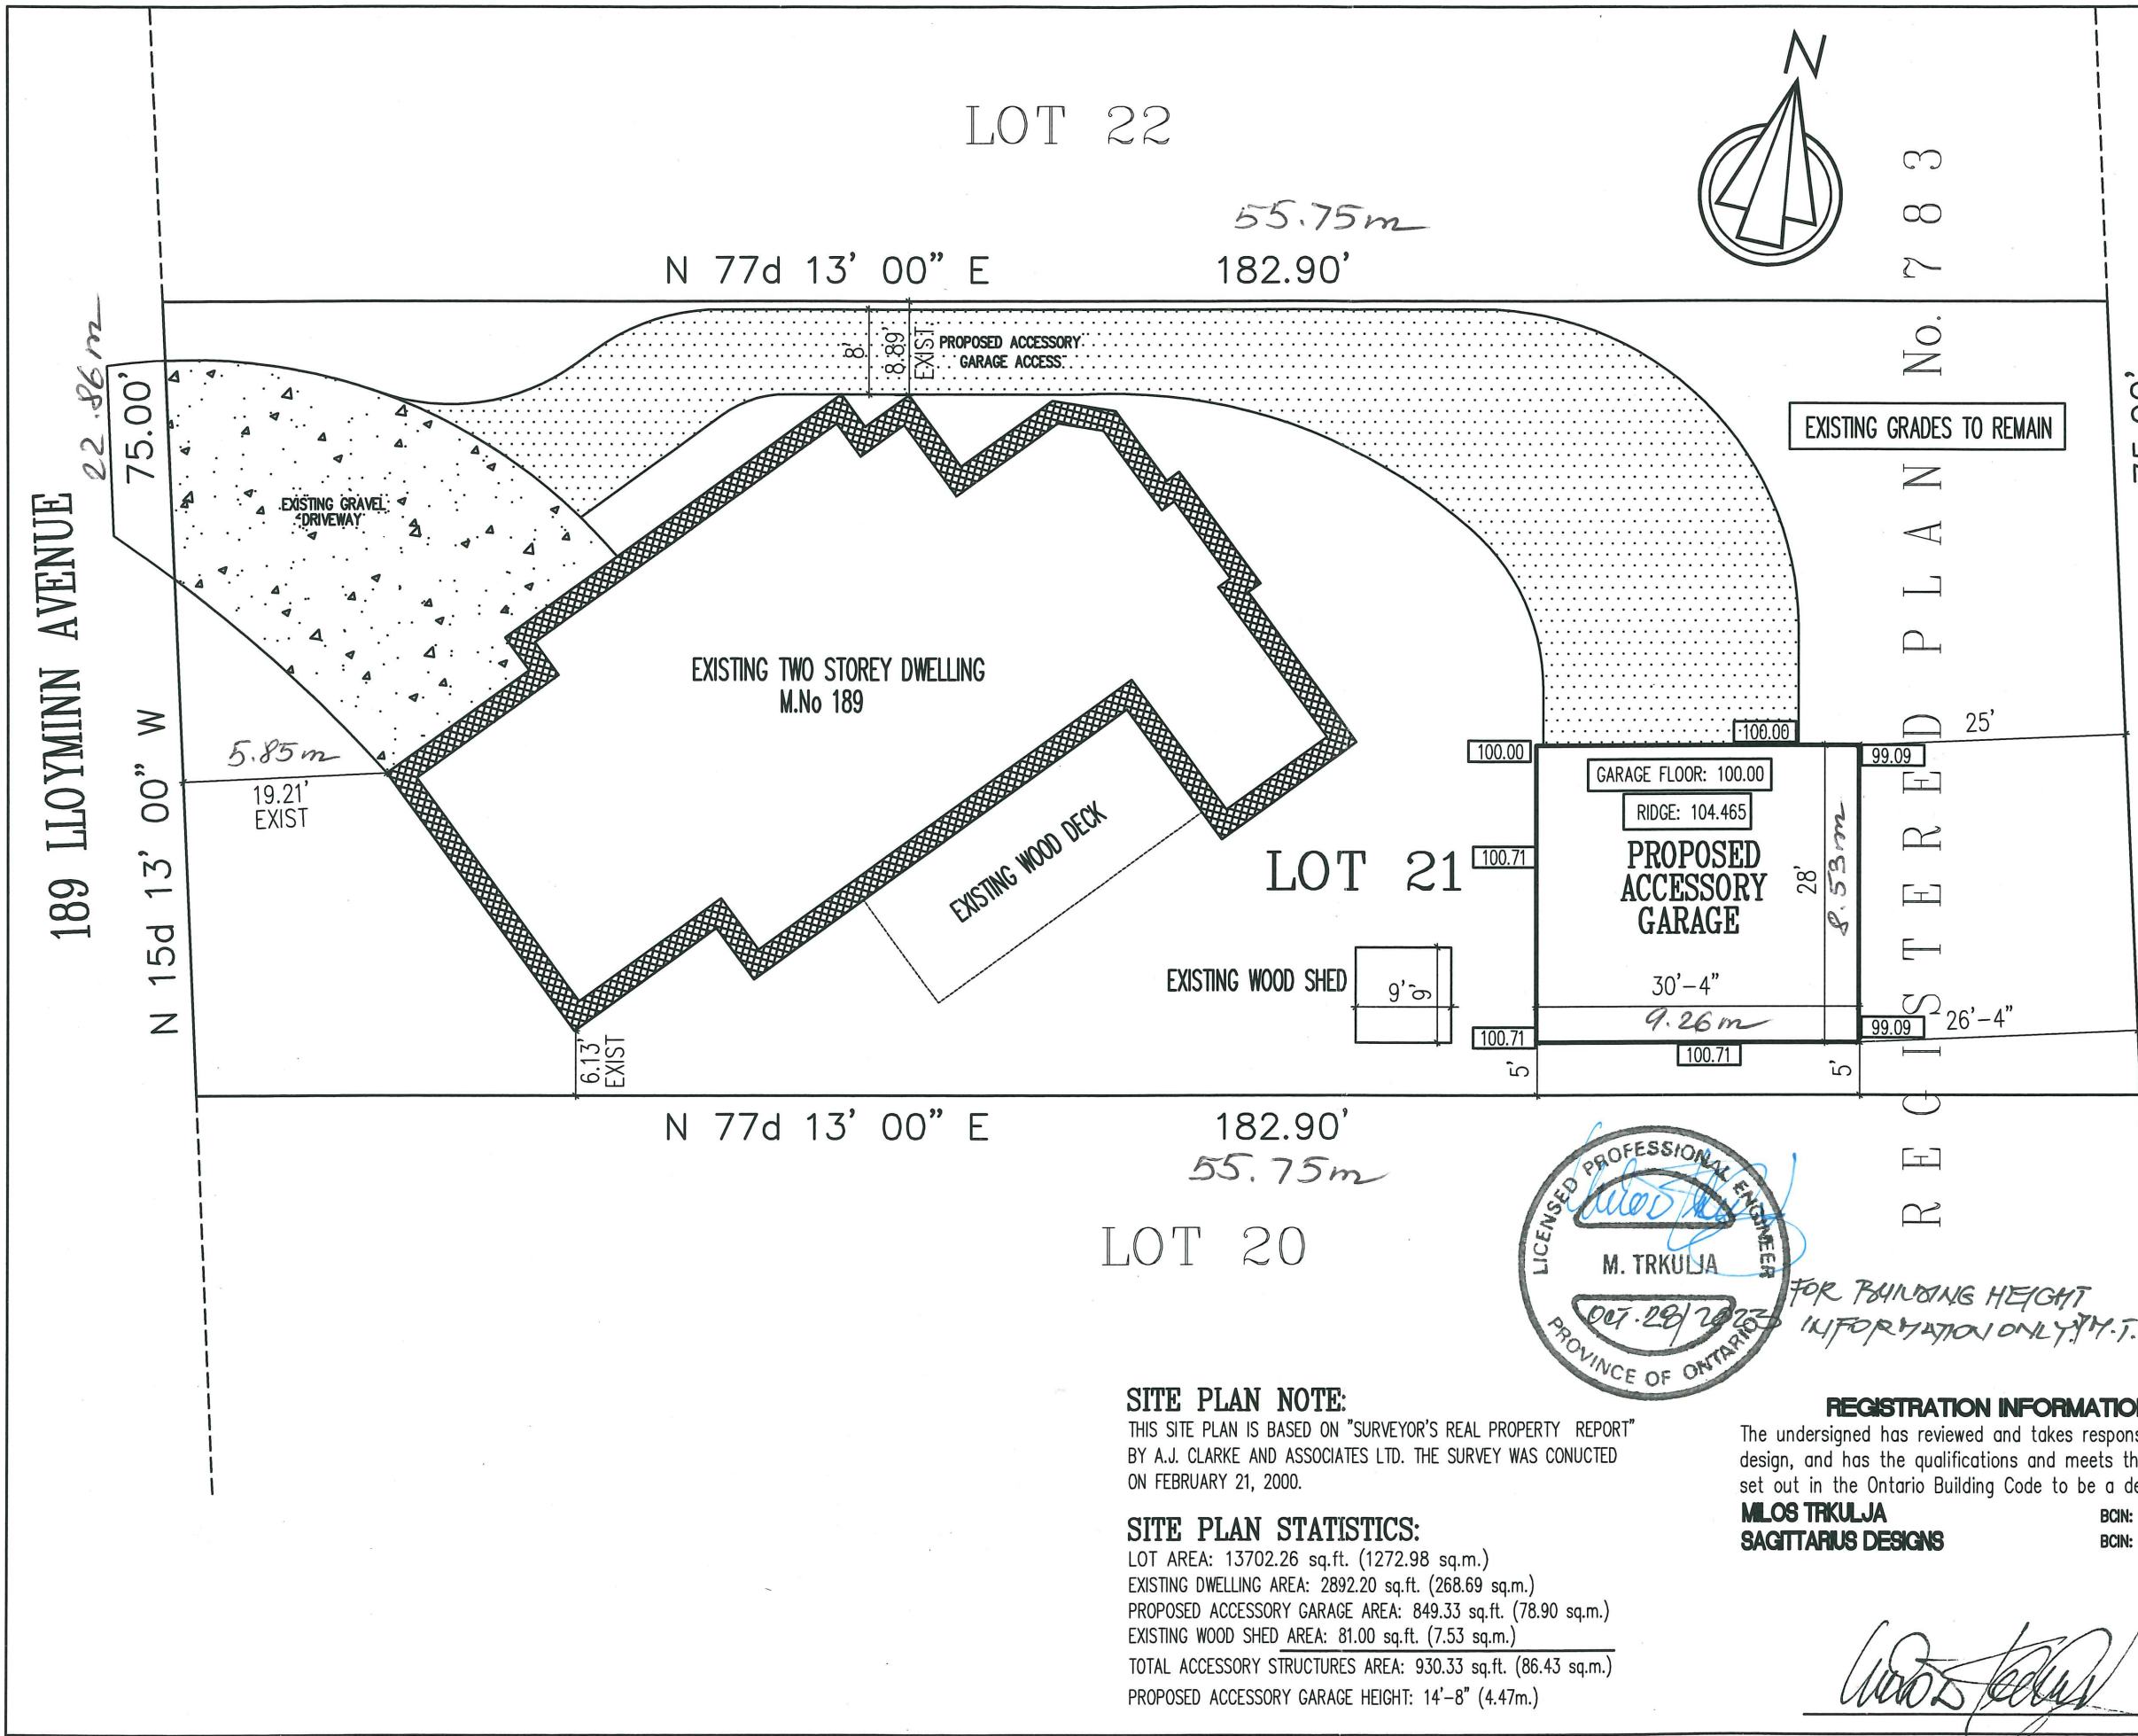 N
LOT 22
55.75m
N 77d 13' 00" E
182.90'
REGISTERED PLAN No. 783
22.86m
75.00'
8'
8.89'
EXIST.
PROPOSED ACCESSORY
GARAGE ACCESS
EXISTING GRADES TO REMAIN
EXISTING GRAVEL
DRIVEWAY
189 LLOYMINN AVENUE
N 15d 13' 00" W
EXISTING TWO STOREY DWELLING
M.No 189
5.85m
19.21'
EXIST
100.00
100.00
25'
99.09
GARAGE FLOOR: 100.00
RIDGE: 104.465
PROPOSED
ACCESSORY
GARAGE
28'
8.53m
LOT 21
100.71
EXISTING WOOD DECK
EXISTING WOOD SHED
9'
9'
30'-4"
9.26m
99.09
26'-4"
100.71
100.71
5'
5'
6.13'
EXIST
N 77d 13' 00" E
182.90'
55.75m
LOT 20
LICENSED PROFESSIONAL ENGINEER
M. TRKULJA
OCT. 28/2023
PROVINCE OF ONTARIO
FOR BUILDING HEIGHT
INFORMATION ONLY. M.T.
SITE PLAN NOTE:
THIS SITE PLAN IS BASED ON "SURVEYOR'S REAL PROPERTY REPORT"
BY A.J. CLARKE AND ASSOCIATES LTD. THE SURVEY WAS CONUCTED
ON FEBRUARY 21, 2000.
SITE PLAN STATISTICS:
LOT AREA: 13702.26 sq.ft. (1272.98 sq.m.)
EXISTING DWELLING AREA: 2892.20 sq.ft. (268.69 sq.m.)
PROPOSED ACCESSORY GARAGE AREA: 849.33 sq.ft. (78.90 sq.m.)
EXISTING WOOD SHED AREA: 81.00 sq.ft. (7.53 sq.m.)
TOTAL ACCESSORY STRUCTURES AREA: 930.33 sq.ft. (86.43 sq.m.)
PROPOSED ACCESSORY GARAGE HEIGHT: 14'-8" (4.47m.)
REGISTRATION INFORMATIO
The undersigned has reviewed and takes respons
design, and has the qualifications and meets th
set out in the Ontario Building Code to be a de
MILOS TRKULJA BCIN:
SAGITTARIUS DESIGNS BCIN: